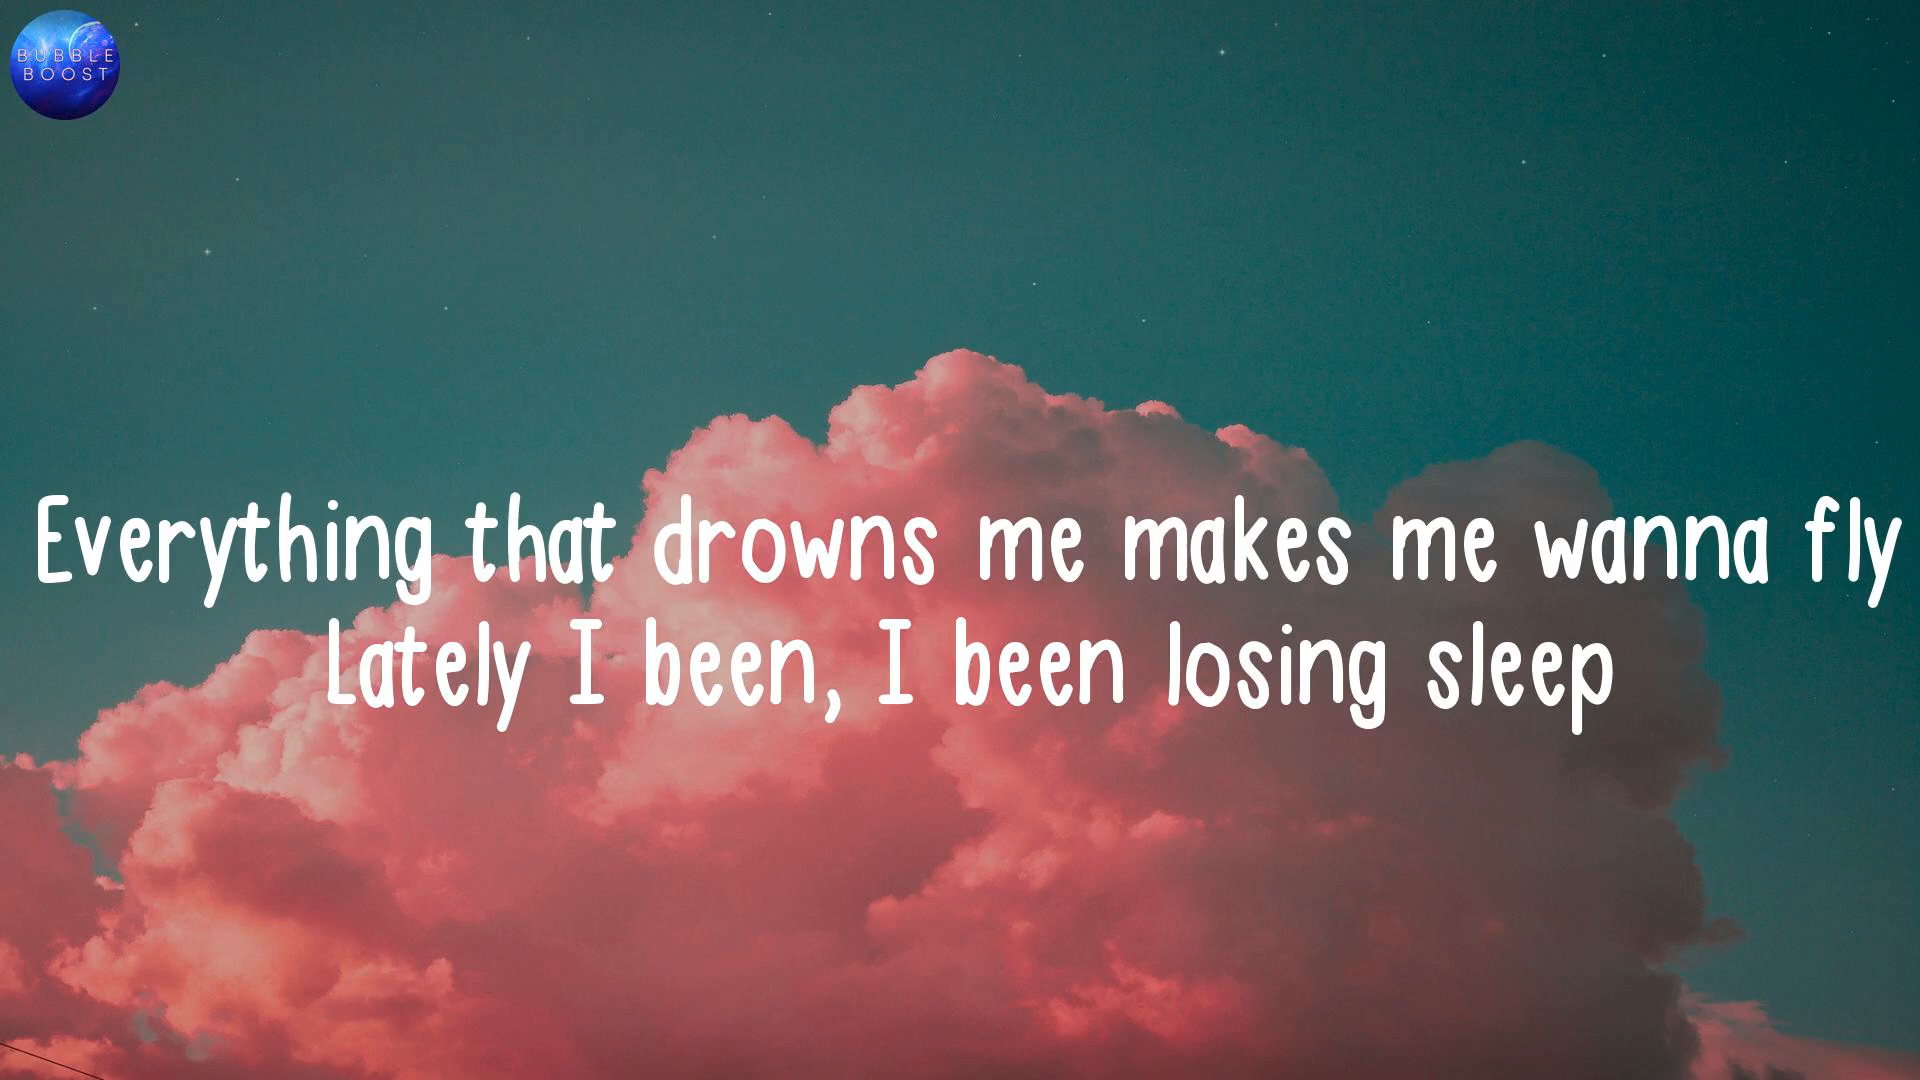 BUBBLE
BOOST
Everything that drowns me makes me wanna fly
Lately I been, I been losing sleep